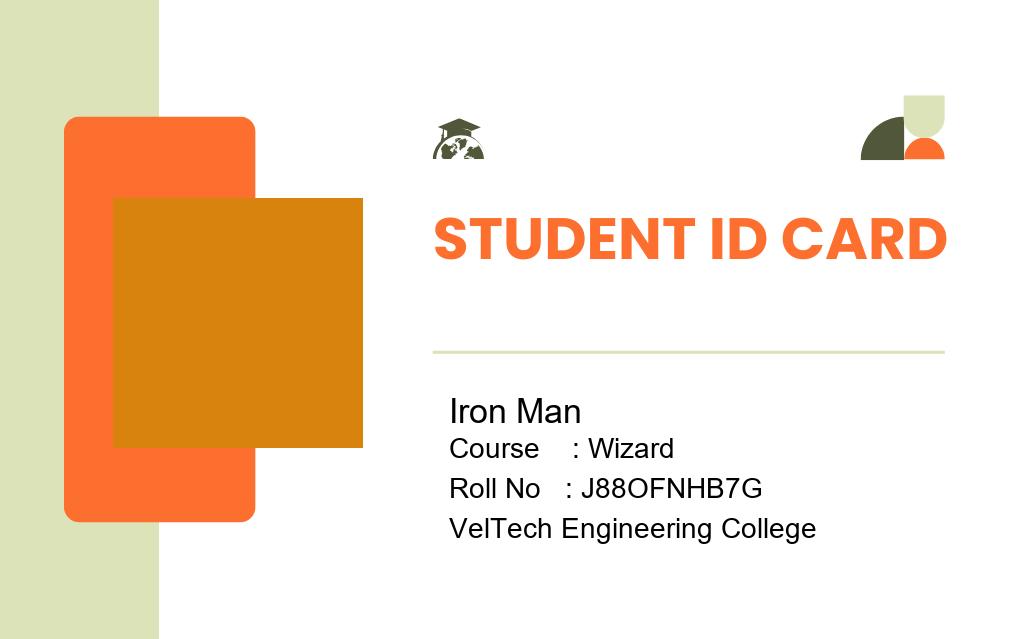 STUDENT ID CARD
Iron Man
Course : Wizard
Roll No : J88OFNHB7G
VelTech Engineering College